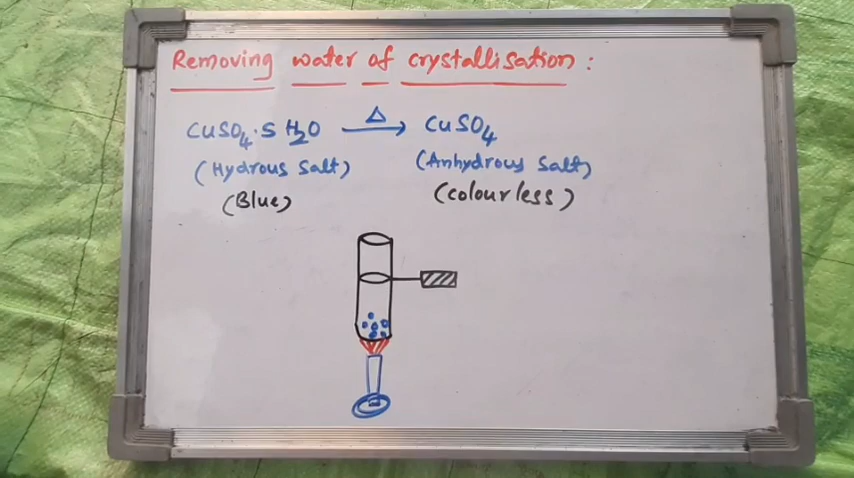 Removing water of crystallisation :
CuSO₄·5 H₂O —Δ→ CuSO₄
(Hydrous Salt) (Anhydrous Salt)
(Blue) (colourless)